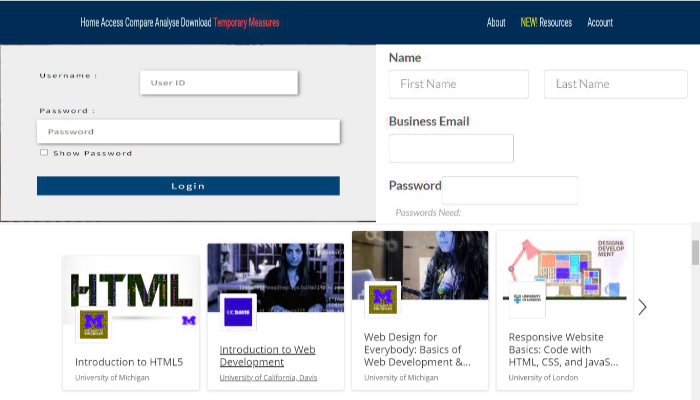 Home Access Compare Analyse Download Temporary Measures
About NEW! Resources Account
Username :
User ID
Password :
Password
Show Password
Login
Name
First Name Last Name
Business Email
Password
Passwords Need:
HTML
M
M
Introduction to HTML5
University of Michigan
UCDAVIS
Introduction to Web
Development
University of California, Davis
M
Web Design for
Everybody: Basics of
Web Development &...
University of Michigan
DESIGN&
DEVELOP
MENT
UNIVERSITY
OF LONDON
Responsive Website
Basics: Code with
HTML, CSS, and JavaS...
University of London